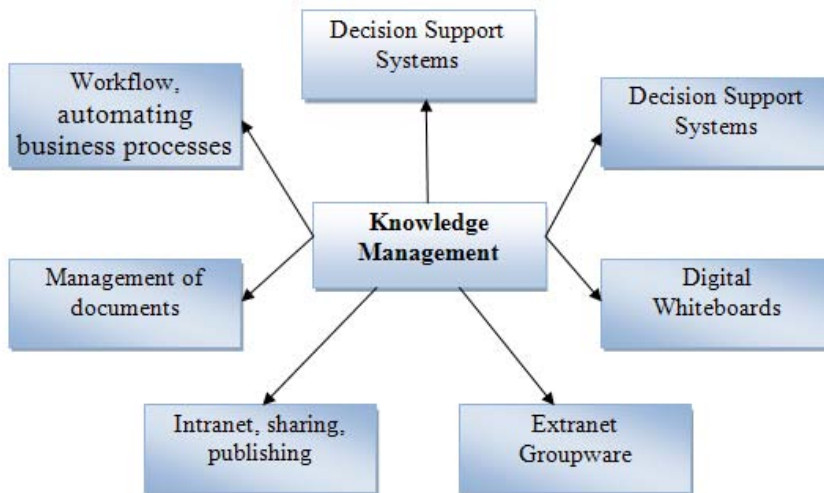 Decision Support
Systems
Workflow,
automating
business processes
Decision Support
Systems
Knowledge
Management
Management of
documents
Digital
Whiteboards
Intranet, sharing,
publishing
Extranet
Groupware